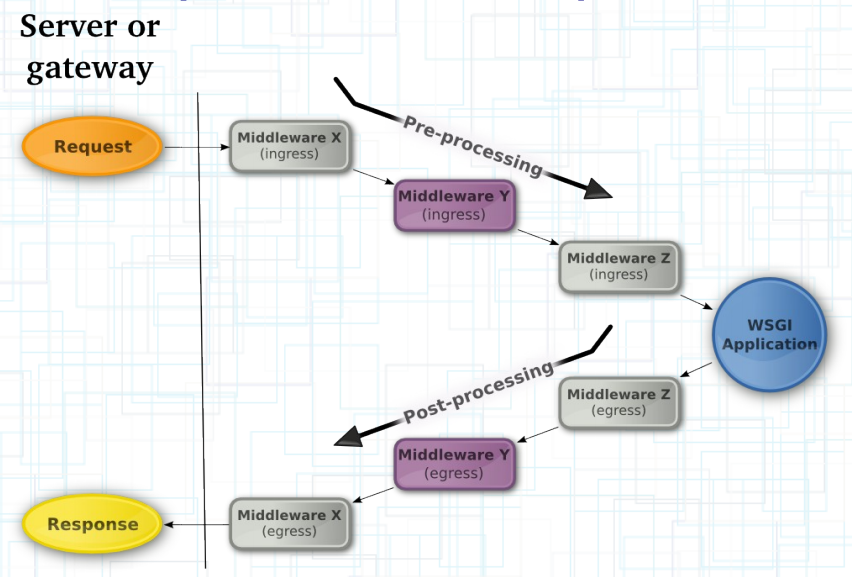 Server or
gateway
Request
Middleware X
(ingress)
Pre-processing
Middleware Y
(ingress)
Middleware Z
(ingress)
WSGI
Application
Post-processing
Middleware Z
(egress)
Middleware Y
(egress)
Middleware X
(egress)
Response